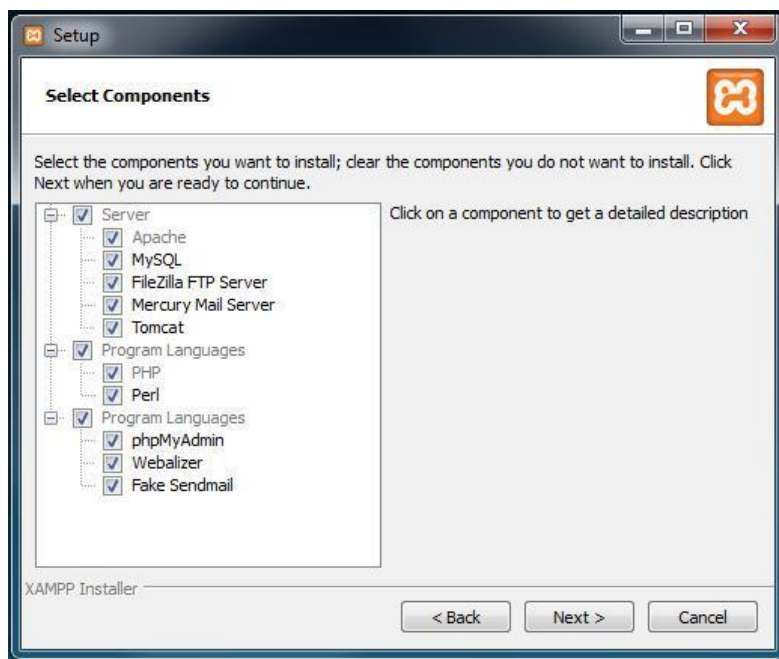 Setup
Select Components
Select the components you want to install; clear the components you do not want to install. Click
Next when you are ready to continue.
Server
Apache
MySQL
FileZilla FTP Server
Mercury Mail Server
Tomcat
Program Languages
PHP
Perl
Program Languages
phpMyAdmin
Webalizer
Fake Sendmail
Click on a component to get a detailed description
XAMPP Installer
< Back Next > Cancel